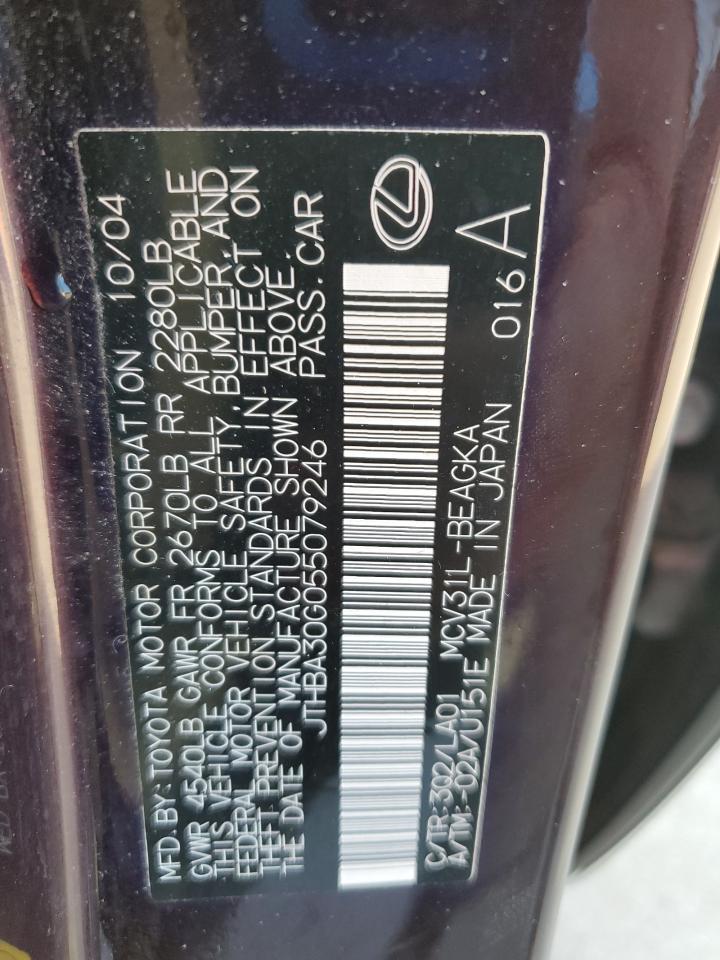 MFD.BY:TOYOTA MOTOR CORPORATION 10/04
GVWR 4540LB GAWR FR 2670LB RR 2280LB
THIS VEHICLE CONFORMS TO ALL APPLICABLE
FEDERAL MOTOR VEHICLE SAFETY, BUMPER, AND
THEFT PREVENTION STANDARDS IN EFFECT ON
THE DATE OF MANUFACTURE SHOWN ABOVE.
JTHBA30G055079246 PASS.CAR
C/TR:3Q2/LA01 MCV31L-BEAGKA 016 A
A/TM:-02A/U151E MADE IN JAPAN